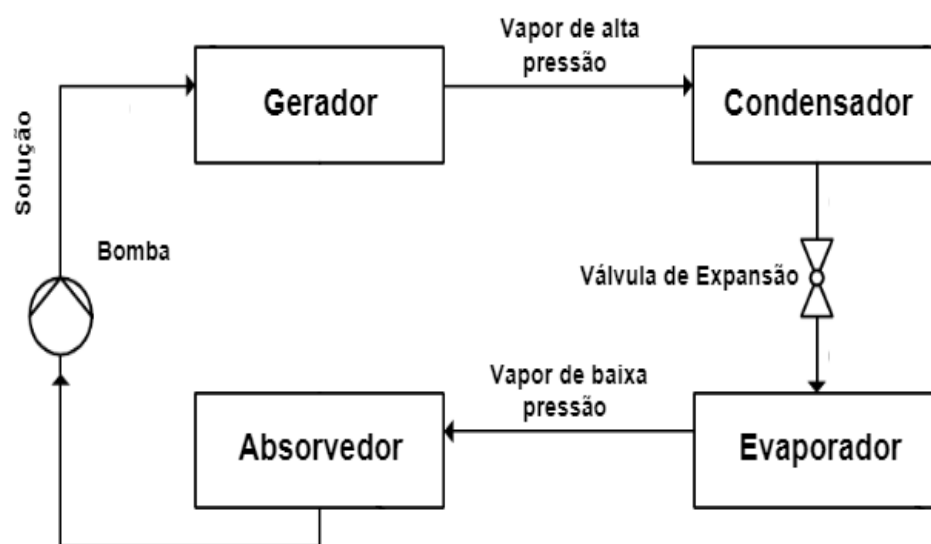 Vapor de alta
pressão
Gerador
Condensador
Solução
Bomba
Válvula de Expansão
Vapor de baixa
pressão
Absorvedor
Evaporador